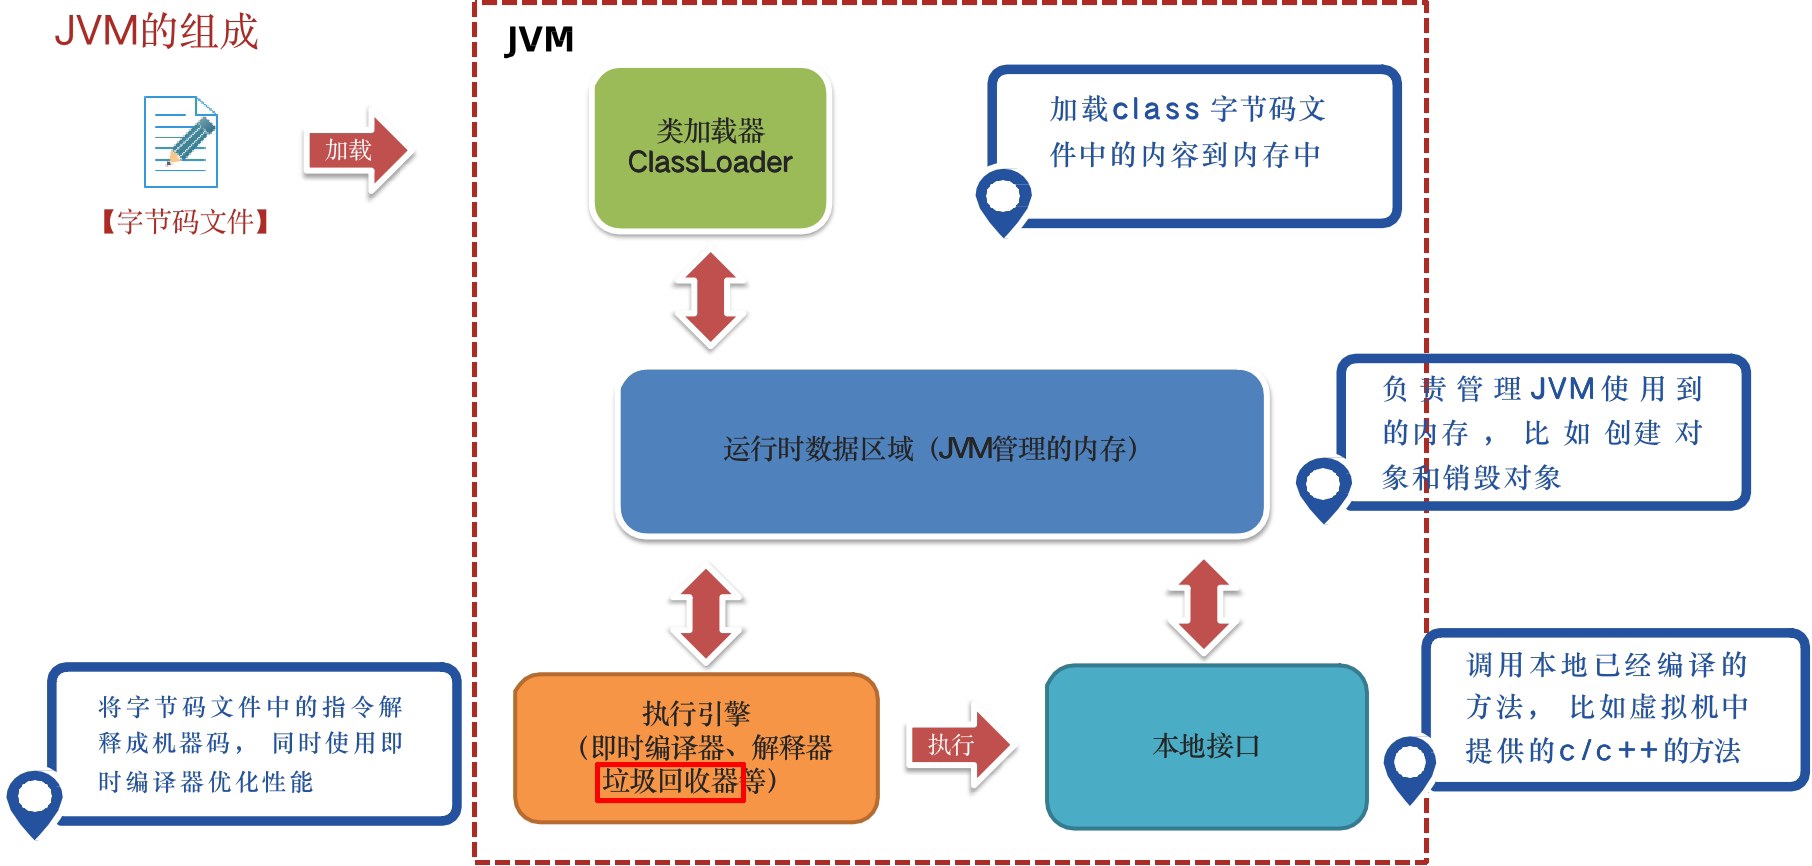 JVM的组成
JVM
类加载器
ClassLoader
加载class 字节码文
件中的内容到内存中
加载
【字节码文件】
运行时数据区域（JVM管理的内存）
负责管理JVM使用到
的内存，比如创建对
象和销毁对象
将字节码文件中的指令解
释成机器码，同时使用即
时编译器优化性能
执行引擎
（即时编译器、解释器
垃圾回收器等）
执行
本地接口
调用本地已经编译的
方法，比如虚拟机中
提供的c/c++的方法